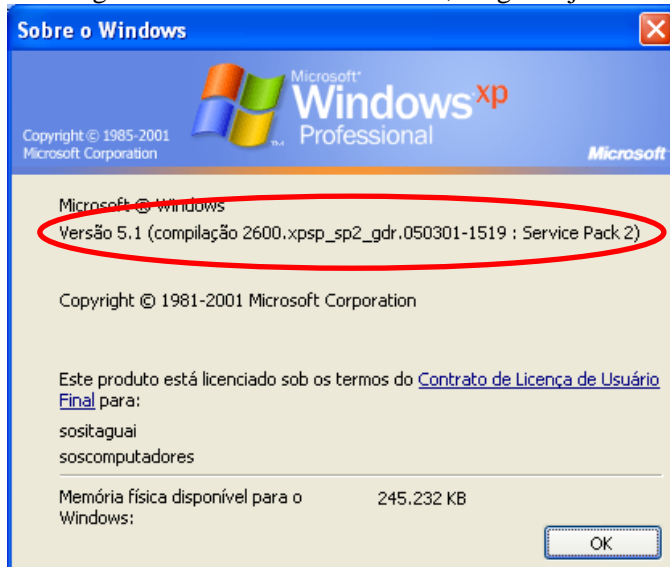 Sobre o Windows
Microsoft®
Windows xp
Professional
TM
Copyright © 1985-2001
Microsoft Corporation
Microsoft
Microsoft ® Windows
Versão 5.1 (compilação 2600.xpsp_sp2_gdr.050301-1519 : Service Pack 2)
Copyright © 1981-2001 Microsoft Corporation
Este produto está licenciado sob os termos do Contrato de Licença de Usuário
Final para:
sositaguai
soscomputadores
Memória física disponível para o 245.232 KB
Windows:
OK